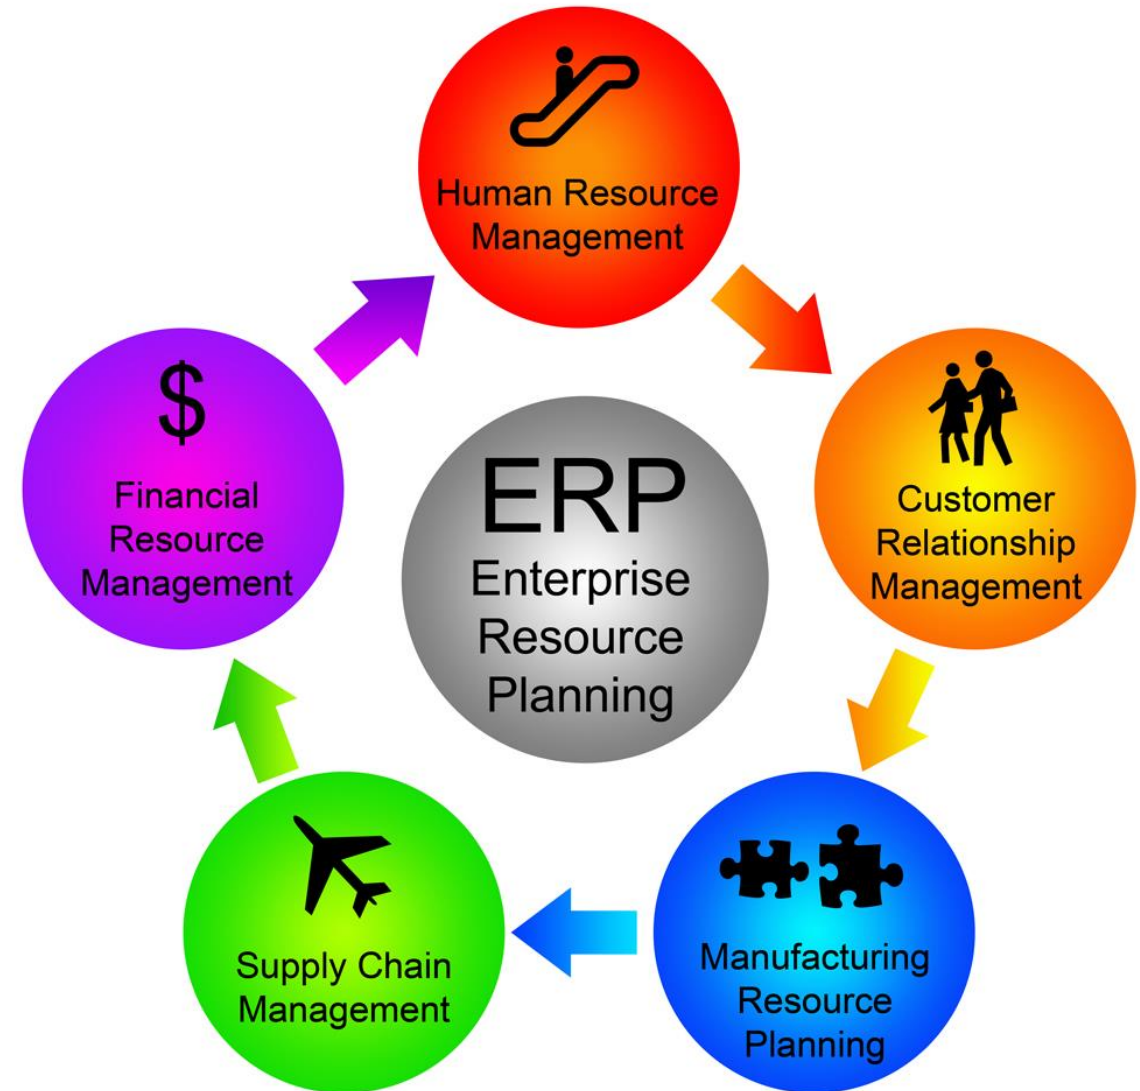 Human Resource
Management
$
Financial
Resource
Management
ERP
Enterprise
Resource
Planning
Customer
Relationship
Management
Supply Chain
Management
Manufacturing
Resource
Planning